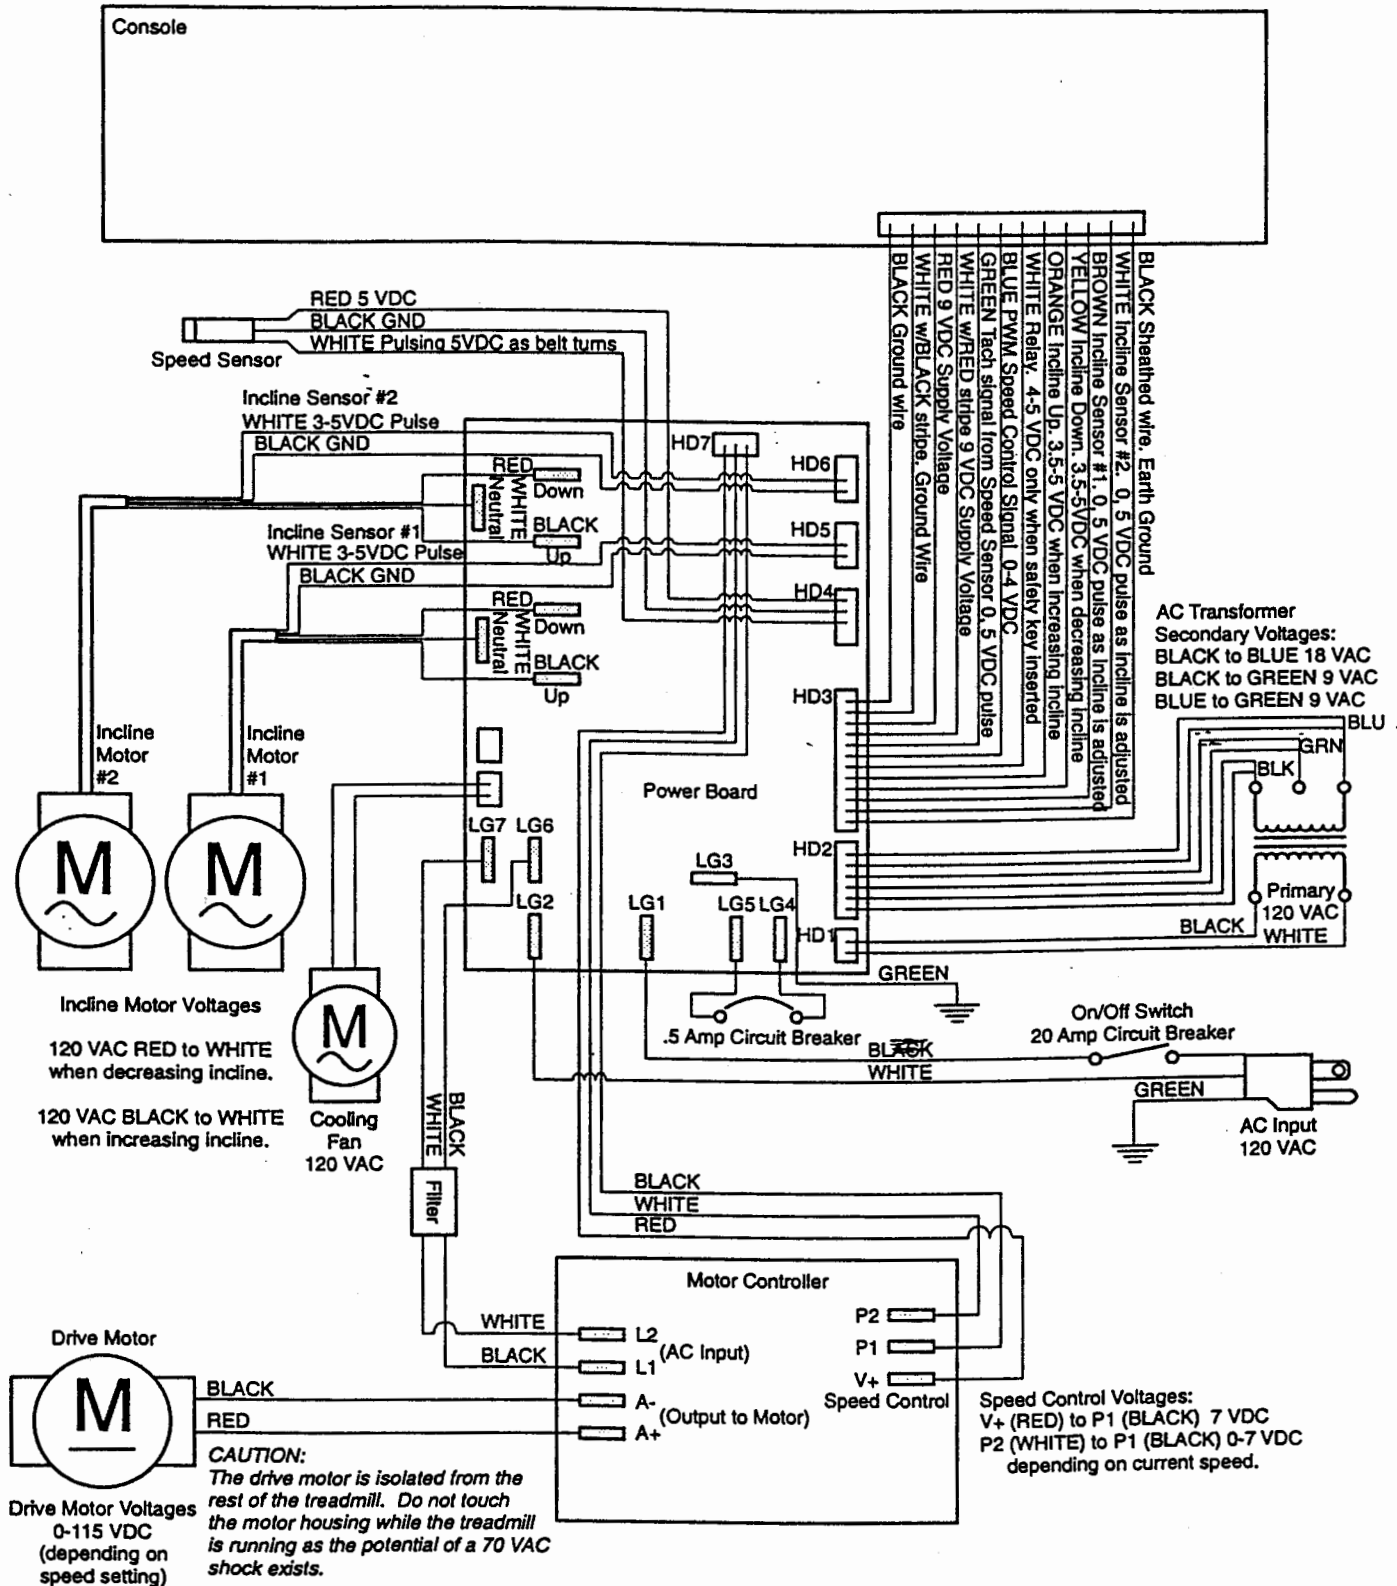 Console
BLACK Ground wire
WHITE w/BLACK stripe. Ground Wire
RED 9 VDC Supply Voltage
WHITE w/RED stripe 9 VDC Supply Voltage
GREEN Tach signal from Speed Sensor 0, 5 VDC pulse
BLUE PWM Speed Control Signal 0-4 VDC
WHITE Relay. 4-5 VDC only when safety key inserted
ORANGE Incline Up. 3.5-5 VDC when increasing incline
YELLOW Incline Down. 3.5-5VDC when decreasing incline
BROWN Incline Sensor #1. 0, 5 VDC pulse as incline is adjusted
WHITE Incline Sensor #2. 0, 5 VDC pulse as incline is adjusted
BLACK Sheathed wire. Earth Ground
RED 5 VDC
BLACK GND
WHITE Pulsing 5VDC as belt turns
Speed Sensor
Incline Sensor #2
WHITE 3-5VDC Pulse
BLACK GND
HD7
HD6
RED
Down
WHITE
Neutral
BLACK
Up
HD5
Incline Sensor #1
WHITE 3-5VDC Pulse
BLACK GND
HD4
RED
Down
WHITE
Neutral
BLACK
Up
AC Transformer
Secondary Voltages:
BLACK to BLUE 18 VAC
BLACK to GREEN 9 VAC
BLUE to GREEN 9 VAC
HD3
BLU
GRN
BLK
Incline
Motor
#2
Incline
Motor
#1
Power Board
M
M
LG7
LG6
HD2
LG3
Primary
120 VAC
LG2
LG1
LG5
LG4
HD1
BLACK
WHITE
GREEN
Incline Motor Voltages
120 VAC RED to WHITE
when decreasing incline.
120 VAC BLACK to WHITE
when increasing incline.
M
Cooling
Fan
120 VAC
.5 Amp Circuit Breaker
On/Off Switch
20 Amp Circuit Breaker
BLACK
WHITE
GREEN
AC Input
120 VAC
BLACK
WHITE
Filter
BLACK
WHITE
RED
Motor Controller
P2
P1
V+
Speed Control
WHITE
L2
(AC Input)
BLACK
L1
A-
(Output to Motor)
A+
Drive Motor
M
BLACK
RED
Speed Control Voltages:
V+ (RED) to P1 (BLACK) 7 VDC
P2 (WHITE) to P1 (BLACK) 0-7 VDC
depending on current speed.
CAUTION:
The drive motor is isolated from the
rest of the treadmill. Do not touch
the motor housing while the treadmill
is running as the potential of a 70 VAC
shock exists.
Drive Motor Voltages
0-115 VDC
(depending on
speed setting)